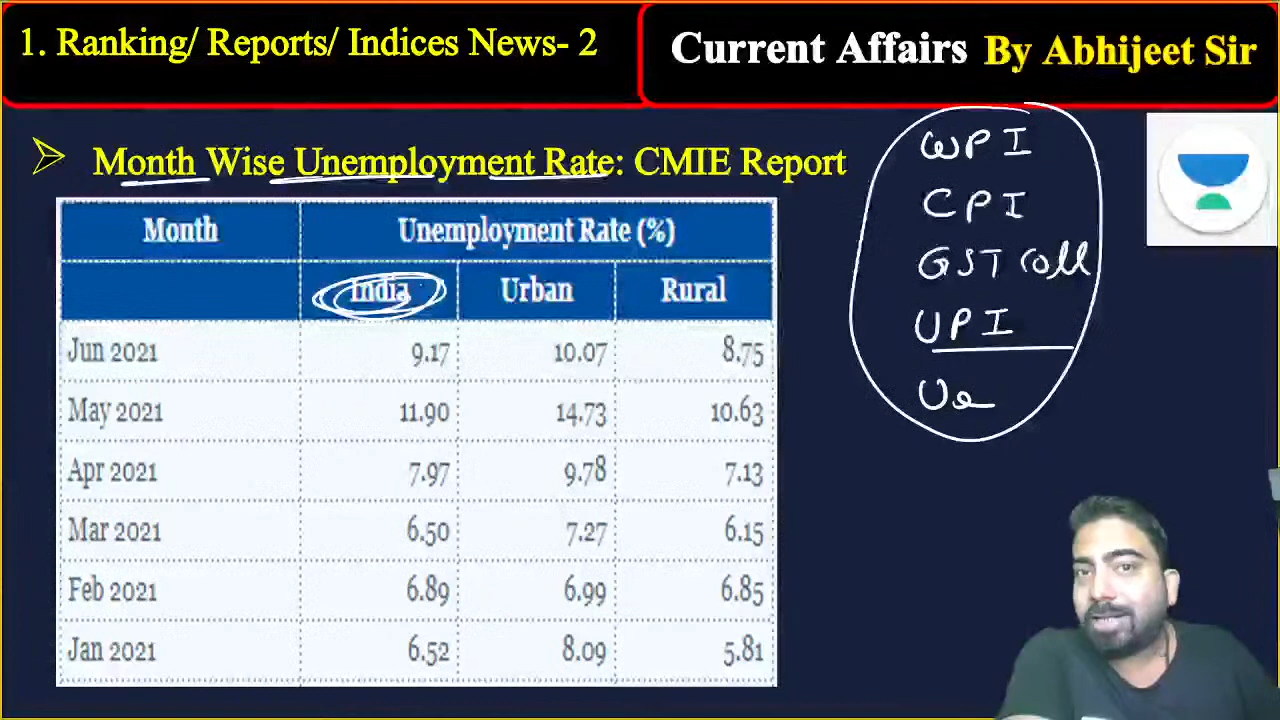 1. Ranking/ Reports/ Indices News- 2
Current Affairs By Abhijeet Sir
Month Wise Unemployment Rate: CMIE Report
Month Unemployment Rate (%)
India Urban Rural
Jun 2021 9.17 10.07 8.75
May 2021 11.90 14.73 10.63
Apr 2021 7.97 9.78 7.13
Mar 2021 6.50 7.27 6.15
Feb 2021 6.89 6.99 6.85
Jan 2021 6.52 8.09 5.81
WPI
CPI
GST Coll
UPI